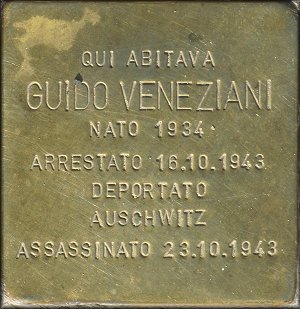 QUI ABITAVA
GUIDO VENEZIANI
NATO 1934
ARRESTATO 16.10.1943
DEPORTATO
AUSCHWITZ
ASSASSINATO 23.10.1943